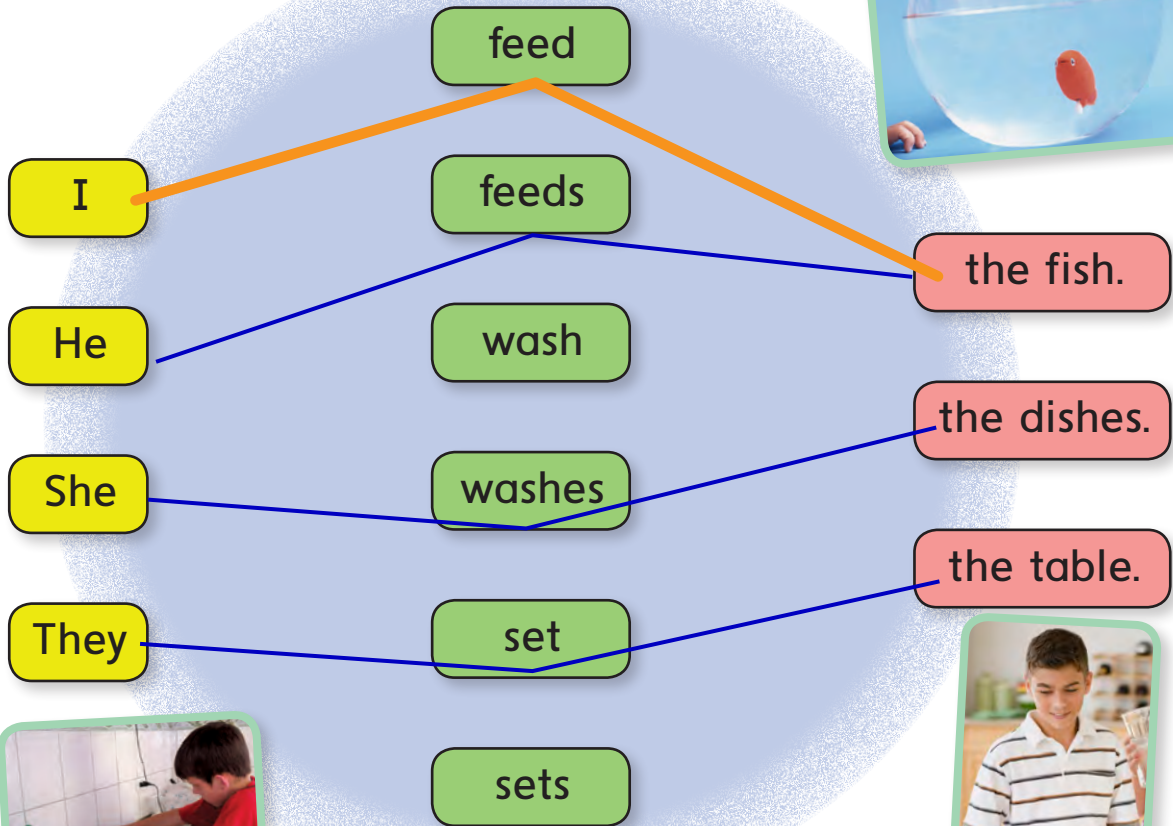 feed
feeds
wash
washes
set
sets
I
He
She
They
the fish.
the dishes.
the table.